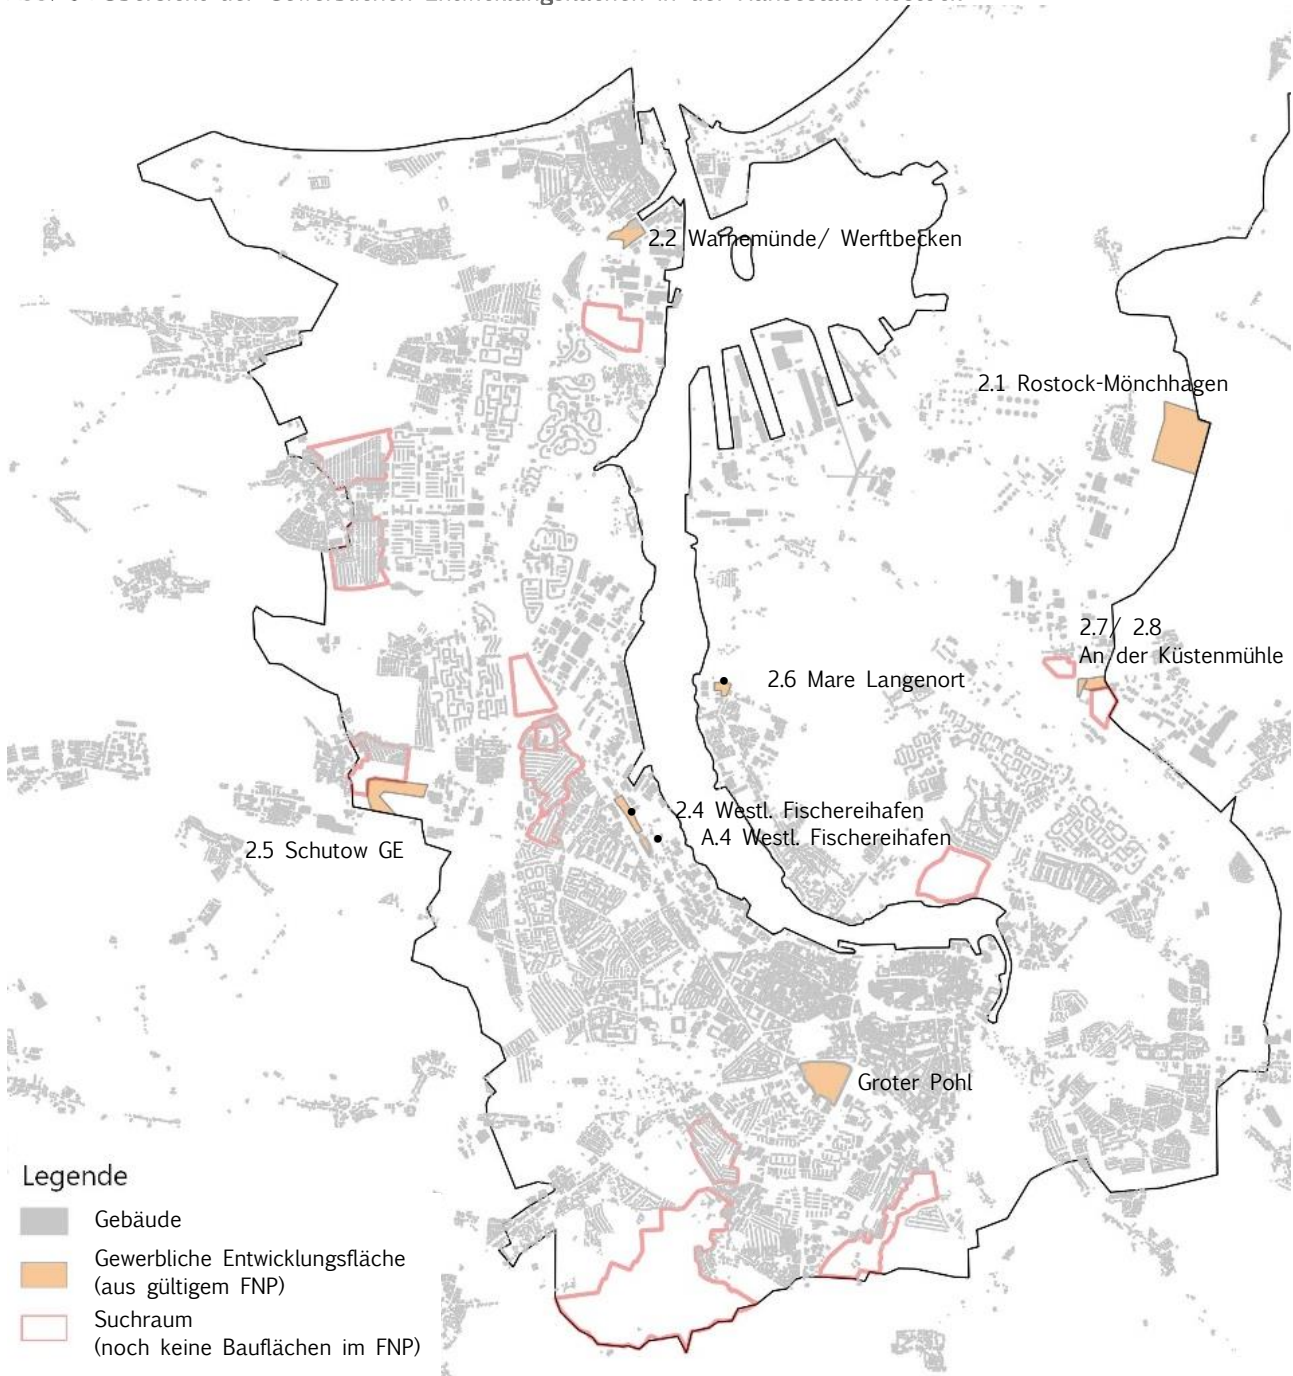 2.2 Warnemünde/ Werftbecken
2.1 Rostock-Mönchhagen
2.7/ 2.8
An der Küstenmühle
2.6 Mare Langenort
2.4 Westl. Fischereihafen
A.4 Westl. Fischereihafen
2.5 Schutow GE
Groter Pohl
Legende
Gebäude
Gewerbliche Entwicklungsfläche
(aus gültigem FNP)
Suchraum
(noch keine Bauflächen im FNP)